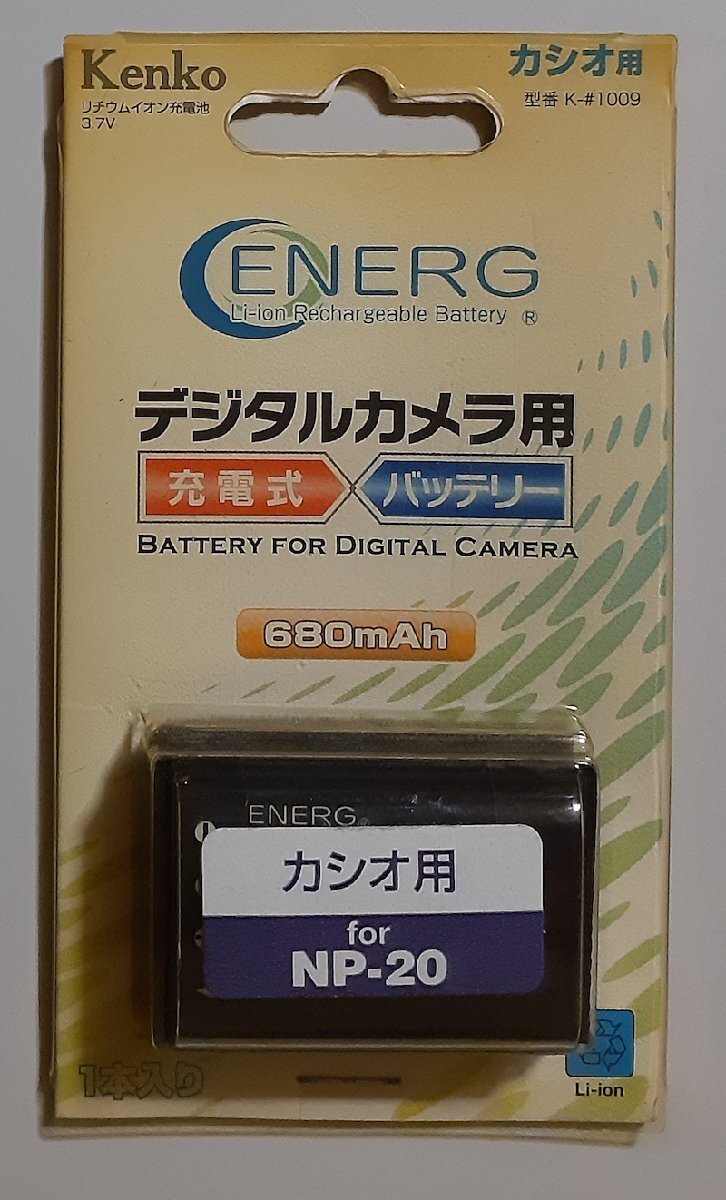 Kenko
リチウムイオン充電池
3.7V
カシオ用
型番 K-#1009
ENERG
Li-ion Rechargeable Battery ®
デジタルカメラ用
充電式 バッテリー
BATTERY FOR DIGITAL CAMERA
680mAh
ENERG®
カシオ用
for
NP-20
1本入り
Li-ion